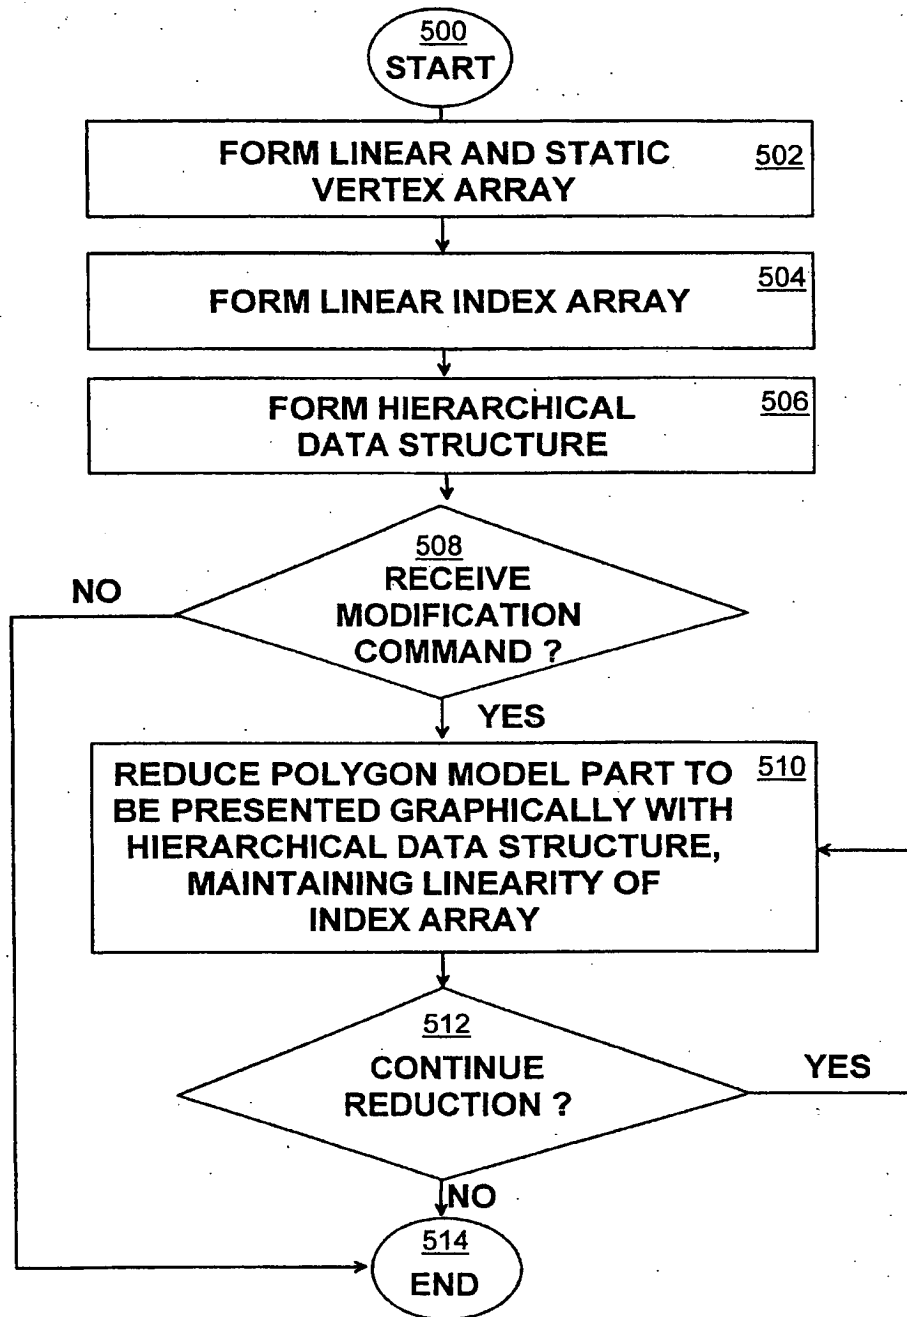 500
START
FORM LINEAR AND STATIC
VERTEX ARRAY
502
FORM LINEAR INDEX ARRAY
504
FORM HIERARCHICAL
DATA STRUCTURE
506
508
RECEIVE
MODIFICATION
COMMAND ?
NO
YES
REDUCE POLYGON MODEL PART TO
BE PRESENTED GRAPHICALLY WITH
HIERARCHICAL DATA STRUCTURE,
MAINTAINING LINEARITY OF
INDEX ARRAY
510
512
CONTINUE
REDUCTION ?
YES
NO
514
END